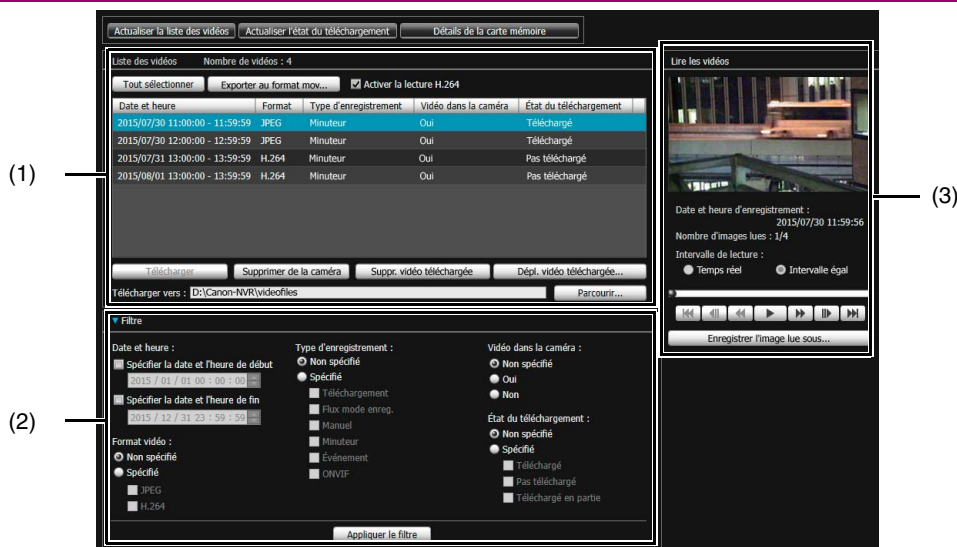 Actualiser la liste des vidéos Actualiser l'état du téléchargement Détails de la carte mémoire
(1)
Liste des vidéos Nombre de vidéos : 4
Tout sélectionner Exporter au format mov... Activer la lecture H.264
Date et heure Format Type d'enregistrement Vidéo dans la caméra État du téléchargement
2015/07/30 11:00:00 - 11:59:59 JPEG Minuteur Oui Téléchargé
2015/07/30 12:00:00 - 12:59:59 JPEG Minuteur Oui Téléchargé
2015/07/31 13:00:00 - 13:59:59 H.264 Minuteur Oui Pas téléchargé
2015/08/01 13:00:00 - 13:59:59 H.264 Minuteur Oui Pas téléchargé
Télécharger Supprimer de la caméra Suppr. vidéo téléchargée Dépl. vidéo téléchargée...
Télécharger vers : D:\Canon-NVR\videofiles Parcourir...
(2)
Filtre
Date et heure :
Spécifier la date et l'heure de début
2015 / 01 / 01 00 : 00 : 00
Spécifier la date et l'heure de fin
2015 / 12 / 31 23 : 59 : 59
Format vidéo :
Non spécifié
Spécifié
JPEG
H.264
Type d'enregistrement :
Non spécifié
Spécifié
Téléchargement
Flux mode enreg.
Manuel
Minuteur
Événement
ONVIF
Vidéo dans la caméra :
Non spécifié
Oui
Non
État du téléchargement :
Non spécifié
Spécifié
Téléchargé
Pas téléchargé
Téléchargé en partie
Appliquer le filtre
(3)
Lire les vidéos
Date et heure d'enregistrement :
2015/07/30 11:59:56
Nombre d'images lues : 1/4
Intervalle de lecture :
Temps réel Intervalle égal
Enregistrer l'image lue sous...